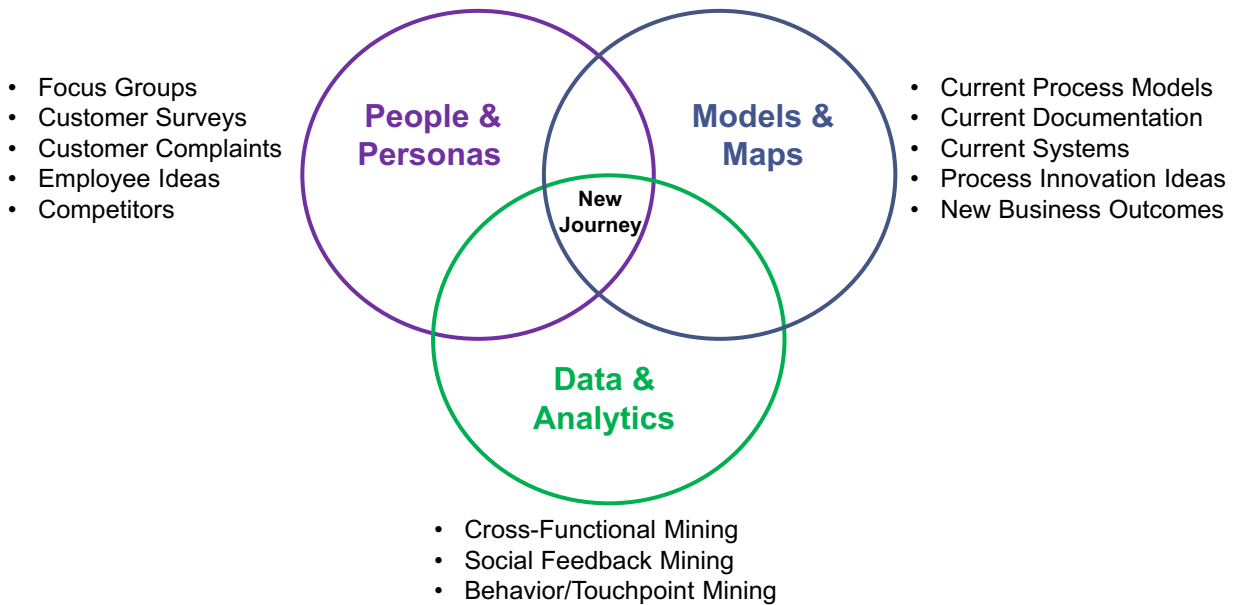 • Focus Groups
• Customer Surveys
• Customer Complaints
• Employee Ideas
• Competitors
People &
Personas
Models &
Maps
• Current Process Models
• Current Documentation
• Current Systems
• Process Innovation Ideas
• New Business Outcomes
New
Journey
Data &
Analytics
• Cross-Functional Mining
• Social Feedback Mining
• Behavior/Touchpoint Mining